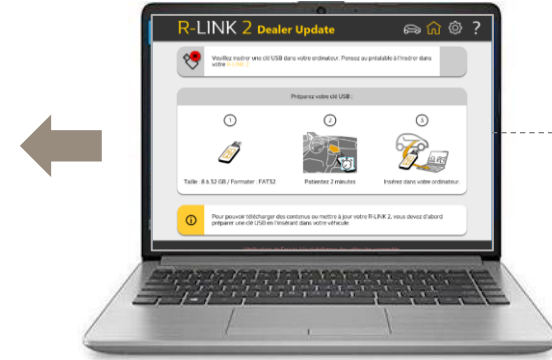 R-LINK 2 Dealer Update
?
Veuillez insérer une clé USB dans votre ordinateur. Pensez au préalable à l'insérer dans
votre R-LINK 2
Préparez votre clé USB :
1
2
3
Taille : 8 à 32 GB / Formater : FAT32
Patientez 2 minutes
Insérez dans votre ordinateur
Pour pouvoir télécharger des contenus ou mettre à jour votre R-LINK 2, vous devez d'abord
préparer une clé USB en l'insérant dans votre véhicule